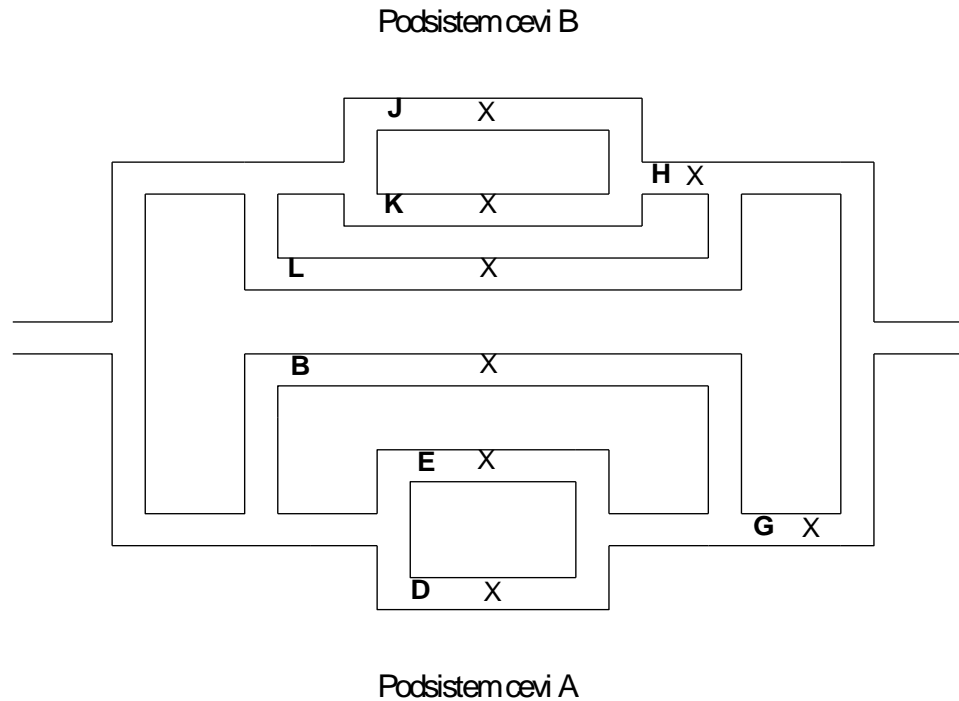 Podsistem cevi B
J X
H X
K X
L X
B X
E X
G X
D X
Podsistem cevi A